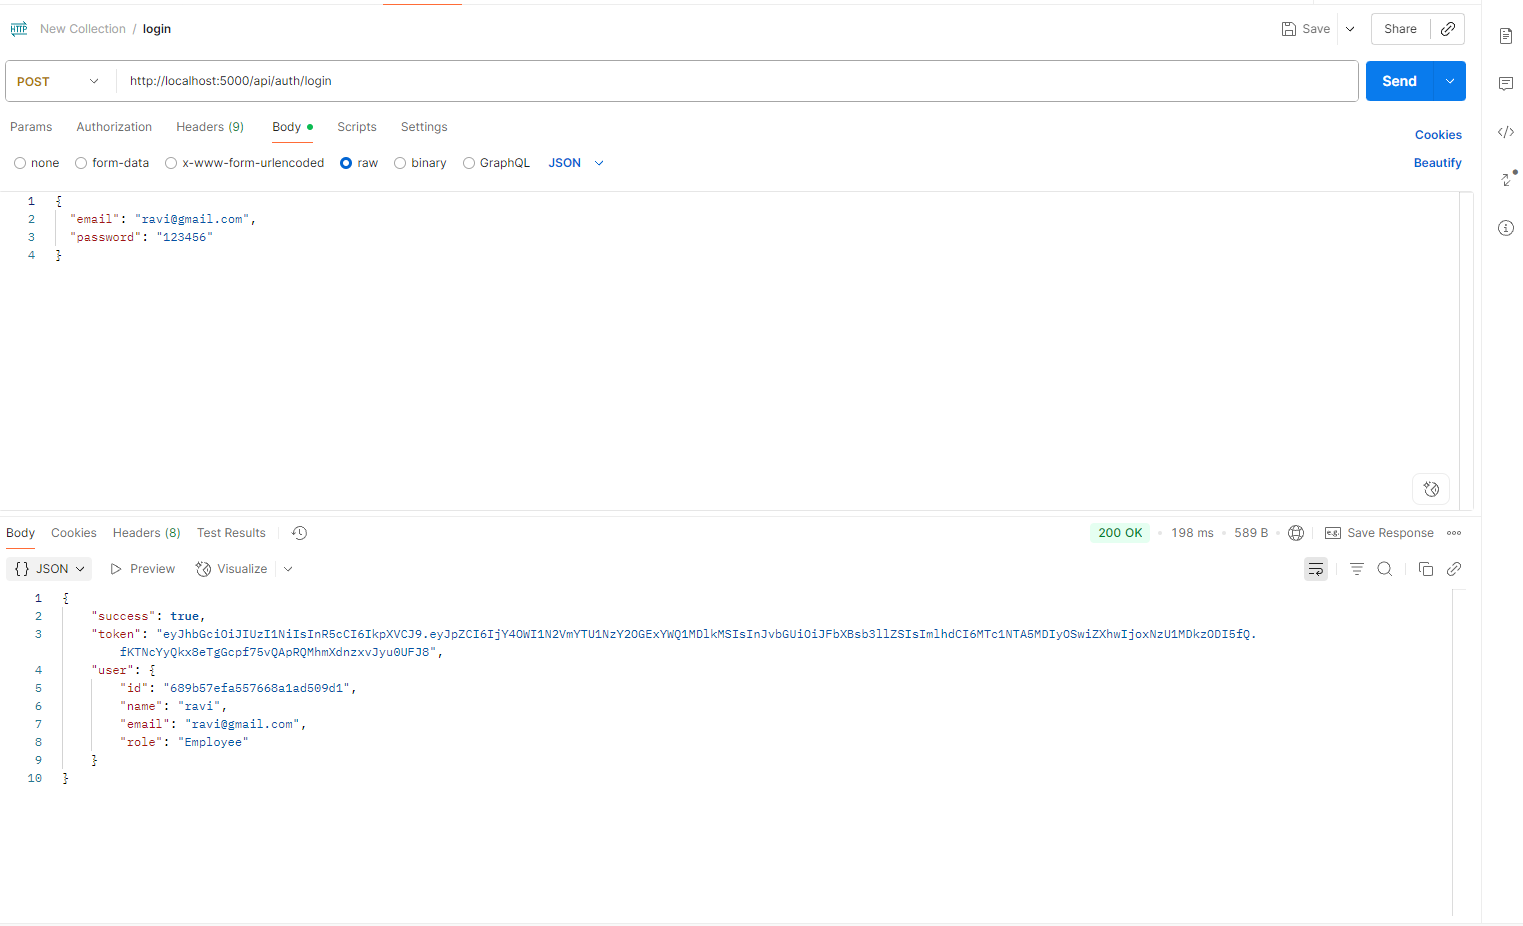 HTTP New Collection / login Save Share
POST http://localhost:5000/api/auth/login Send
Params Authorization Headers (9) Body Scripts Settings Cookies
none form-data x-www-form-urlencoded raw binary GraphQL JSON Beautify
1 {
2 "email": "ravi@gmail.com",
3 "password": "123456"
4 }
Body Cookies Headers (8) Test Results 200 OK 198 ms 589 B e.g. Save Response
{} JSON Preview Visualize
1 {
2 "success": true,
3 "token": "eyJhbGciOiJIUzI1NiIsInR5cCI6IkpXVCJ9.eyJpZCI6IjY4OWI1N2VmYTU1NzY2OGExYWQ1MDlkMSIsInJvbGUiOiJFbXBsb3llZSIsImlhdCI6MTc1NTA5MDIyOSwiZXhwIjoxNzU1MDkzODI5fQ.
fKTNcYyQkx8eTgGcpf75vQApRQMhmXdnzxvJyu0UFJ8",
4 "user": {
5 "id": "689b57efa557668a1ad509d1",
6 "name": "ravi",
7 "email": "ravi@gmail.com",
8 "role": "Employee"
9 }
10 }